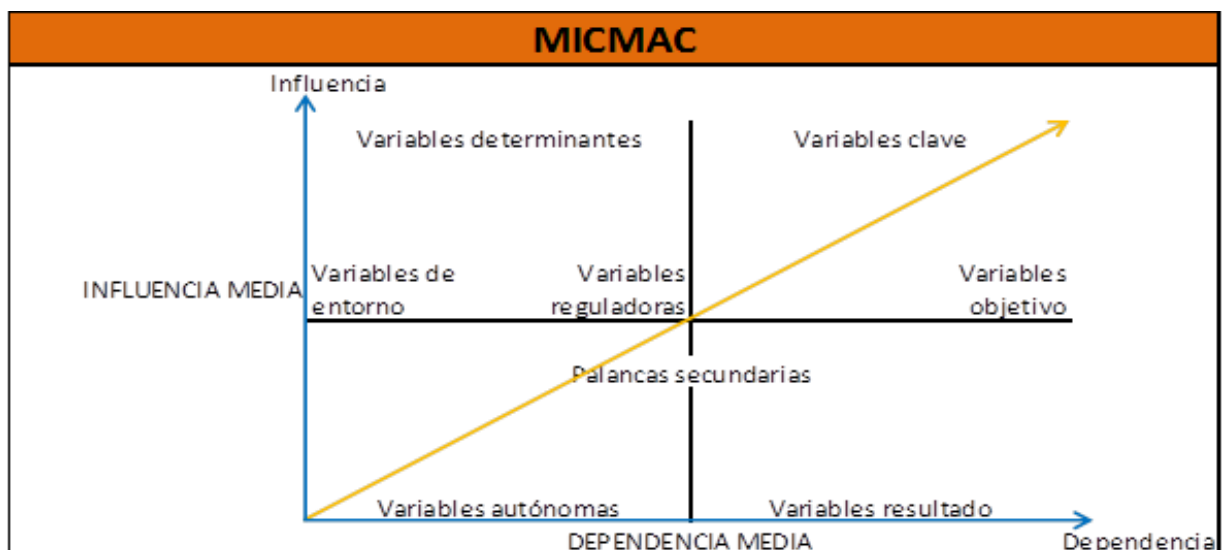 MICMAC
Influencia
Variables determinantes
Variables clave
INFLUENCIA MEDIA
Variables de
entorno
Variables
reguladoras
Variables
objetivo
Palancas secundarias
Variables autónomas
Variables resultado
DEPENDENCIA MEDIA
Dependencia